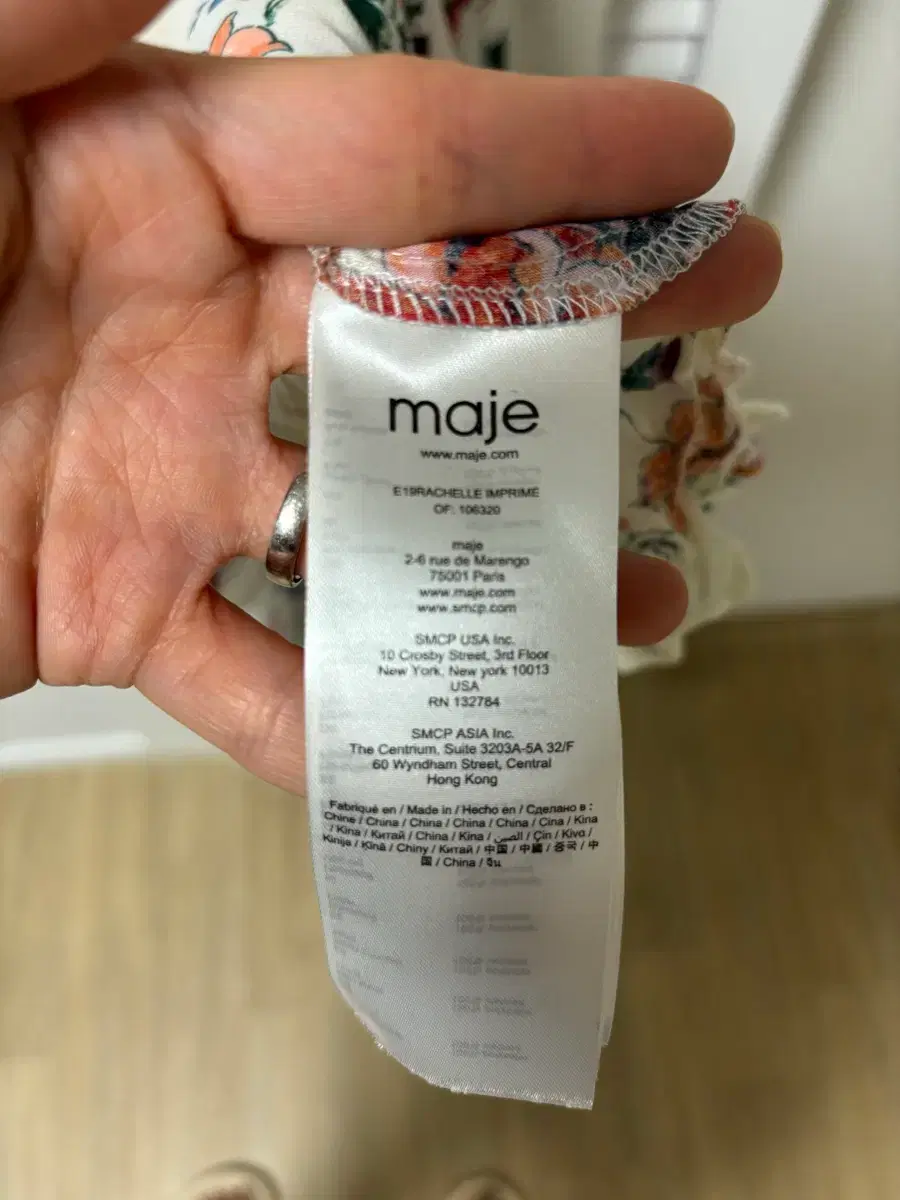 maje
www.maje.com
E19RACHELLE IMPRIME
OF: 106320
maje
2-6 rue de Marengo
75001 Paris
www.maje.com
www.smcp.com
SMCP USA Inc.
10 Crosby Street, 3rd Floor
New York, New york 10013
USA
RN 132784
SMCP ASIA Inc.
The Centrium, Suite 3203A-5A 32/F
60 Wyndham Street, Central
Hong Kong
Fabriqué en / Made in / Hecho en / Сделано в :
Chine / China / China / China / China / Cina / Kina
/ Kina / Китай / China / Kina / الصين / Çin / Κίνα /
Kinija / Ķīnā / Chiny / Китай / 中国 / 中國 / 중국 / 中
国 / China / จีน